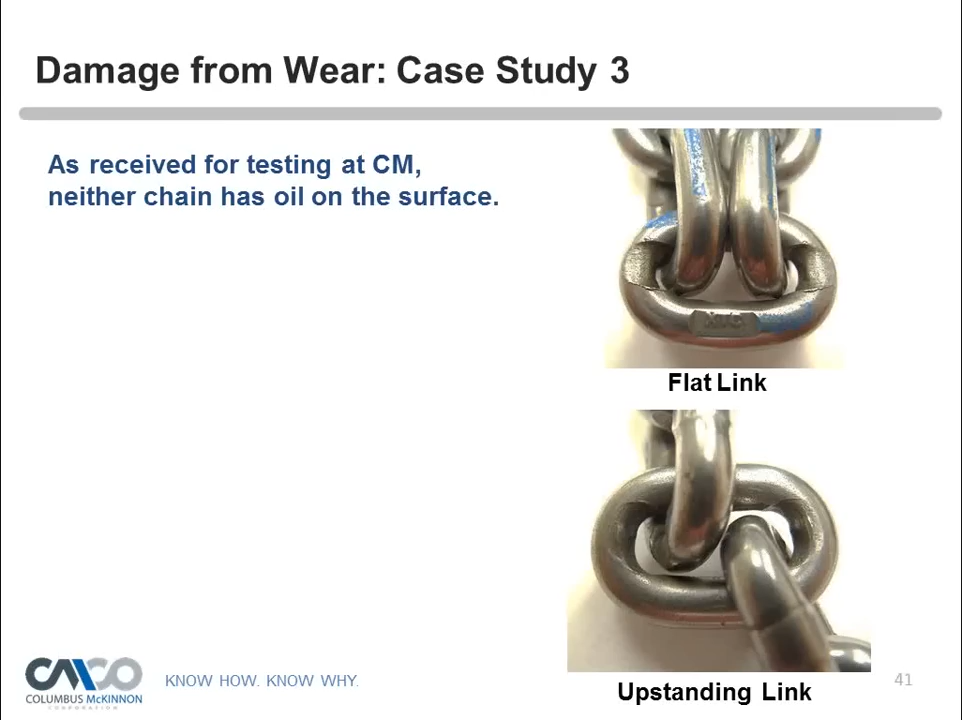 Damage from Wear: Case Study 3
As received for testing at CM,
neither chain has oil on the surface.
Flat Link
Upstanding Link
COLUMBUS McKINNON
CORPORATION
KNOW HOW. KNOW WHY.
41